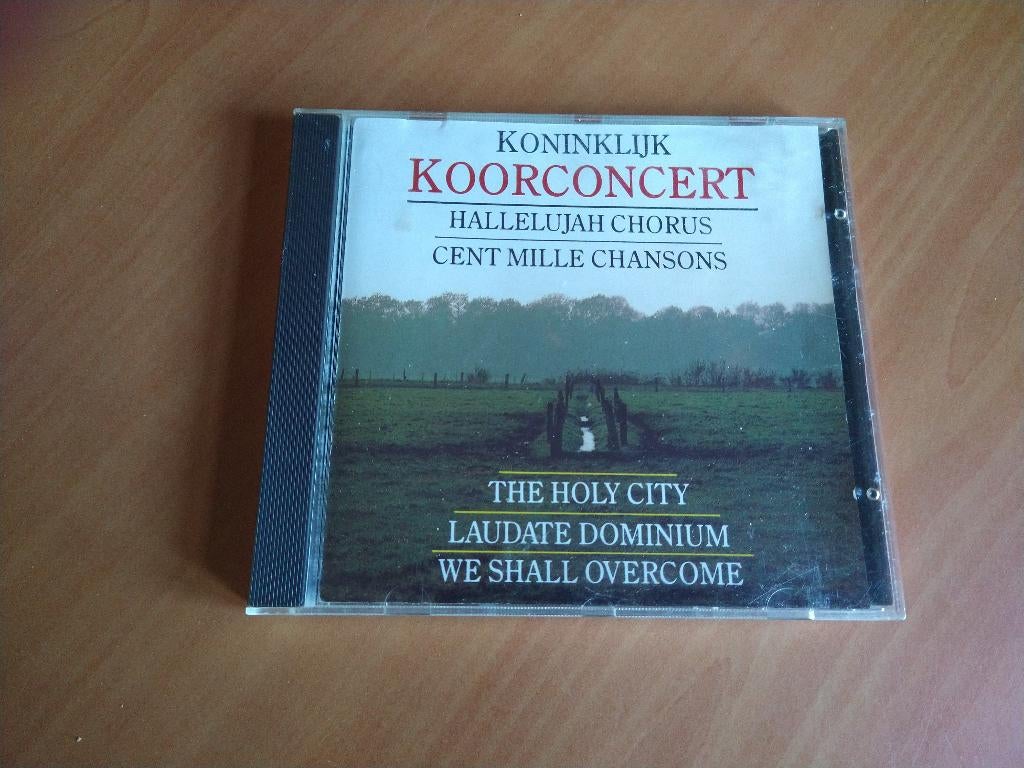 KONINKLIJK
KOORCONCERT
HALLELUJAH CHORUS
CENT MILLE CHANSONS
THE HOLY CITY
LAUDATE DOMINIUM
WE SHALL OVERCOME